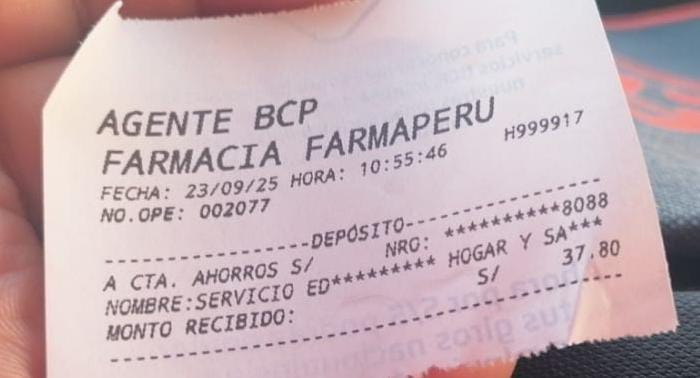 AGENTE BCP
FARMACIA FARMAPERU
FECHA: 23/09/25 HORA: 10:55:46 H999917
NO.OPE: 002077
------------------DEPÓSITO------------------
A CTA. AHORROS S/ NRO: **********8088
NOMBRE:SERVICIO ED********* HOGAR Y SA***
MONTO RECIBIDO: S/ 37.80